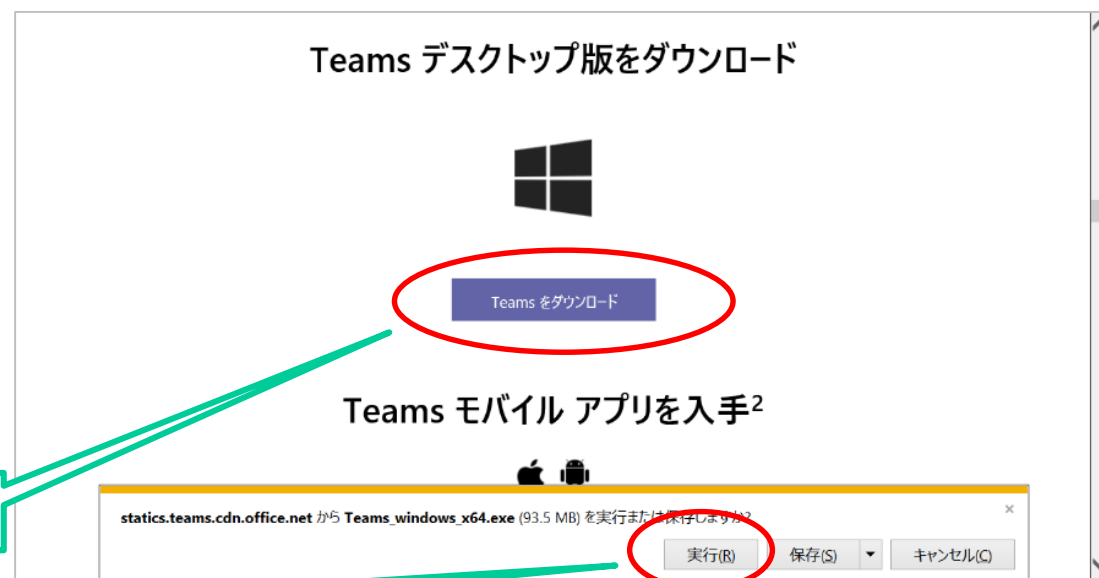 Teams デスクトップ版をダウンロード
Teams をダウンロード
Teams モバイル アプリを入手²
statics.teams.cdn.office.net から Teams_windows_x64.exe (93.5 MB) を実行または保存しますか?
×
実行(R) 保存(S) キャンセル(C)